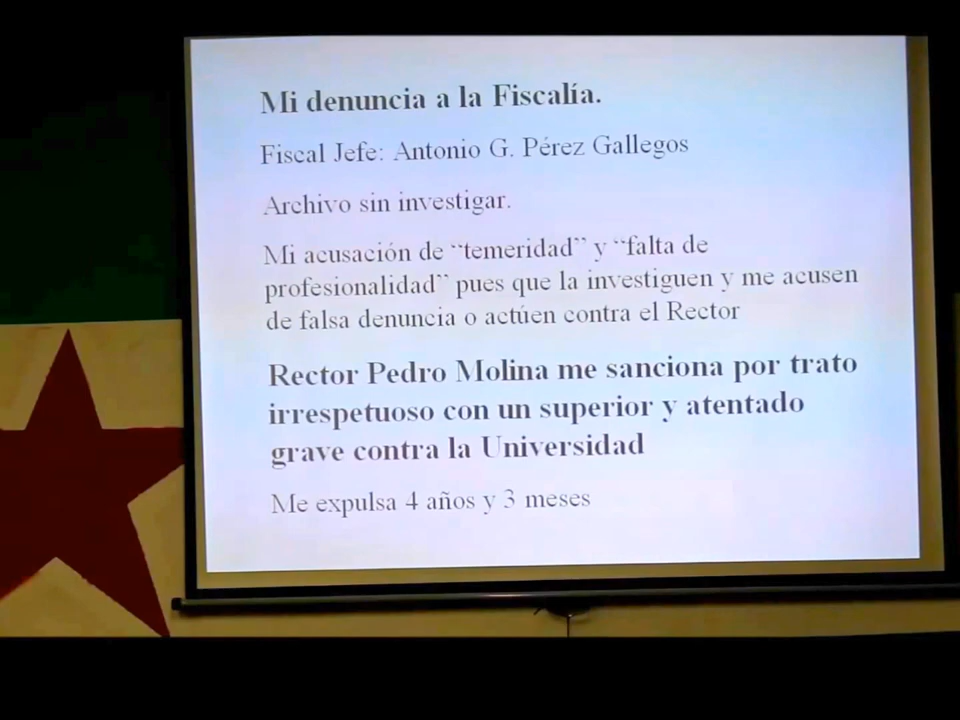 Mi denuncia a la Fiscalía.
Fiscal Jefe: Antonio G. Pérez Gallegos
Archivo sin investigar.
Mi acusación de “temeridad” y “falta de
profesionalidad” pues que la investiguen y me acusen
de falsa denuncia o actúen contra el Rector
Rector Pedro Molina me sanciona por trato
irrespetuoso con un superior y atentado
grave contra la Universidad
Me expulsa 4 años y 3 meses